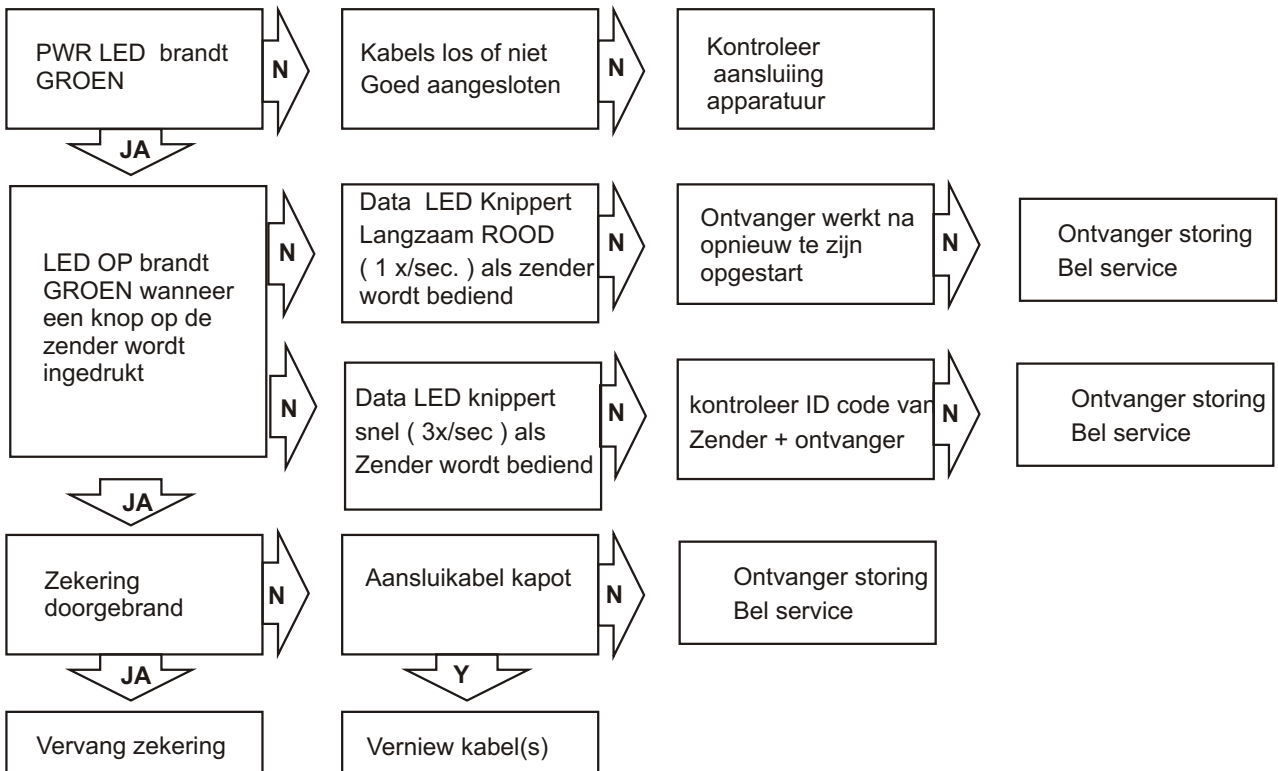 PWR LED brandt
GROEN
N
Kabels los of niet
Goed aangesloten
N
Kontroleer
aansluiing
apparatuur
JA
LED OP brandt
GROEN wanneer
een knop op de
zender wordt
ingedrukt
N
Data LED Knippert
Langzaam ROOD
( 1 x/sec. ) als zender
wordt bediend
N
Ontvanger werkt na
opnieuw te zijn
opgestart
N
Ontvanger storing
Bel service
N
Data LED knippert
snel ( 3x/sec ) als
Zender wordt bediend
N
kontroleer ID code van
Zender + ontvanger
N
Ontvanger storing
Bel service
JA
Zekering
doorgebrand
N
Aansluikabel kapot
N
Ontvanger storing
Bel service
JA
Y
Vervang zekering
Verniew kabel(s)